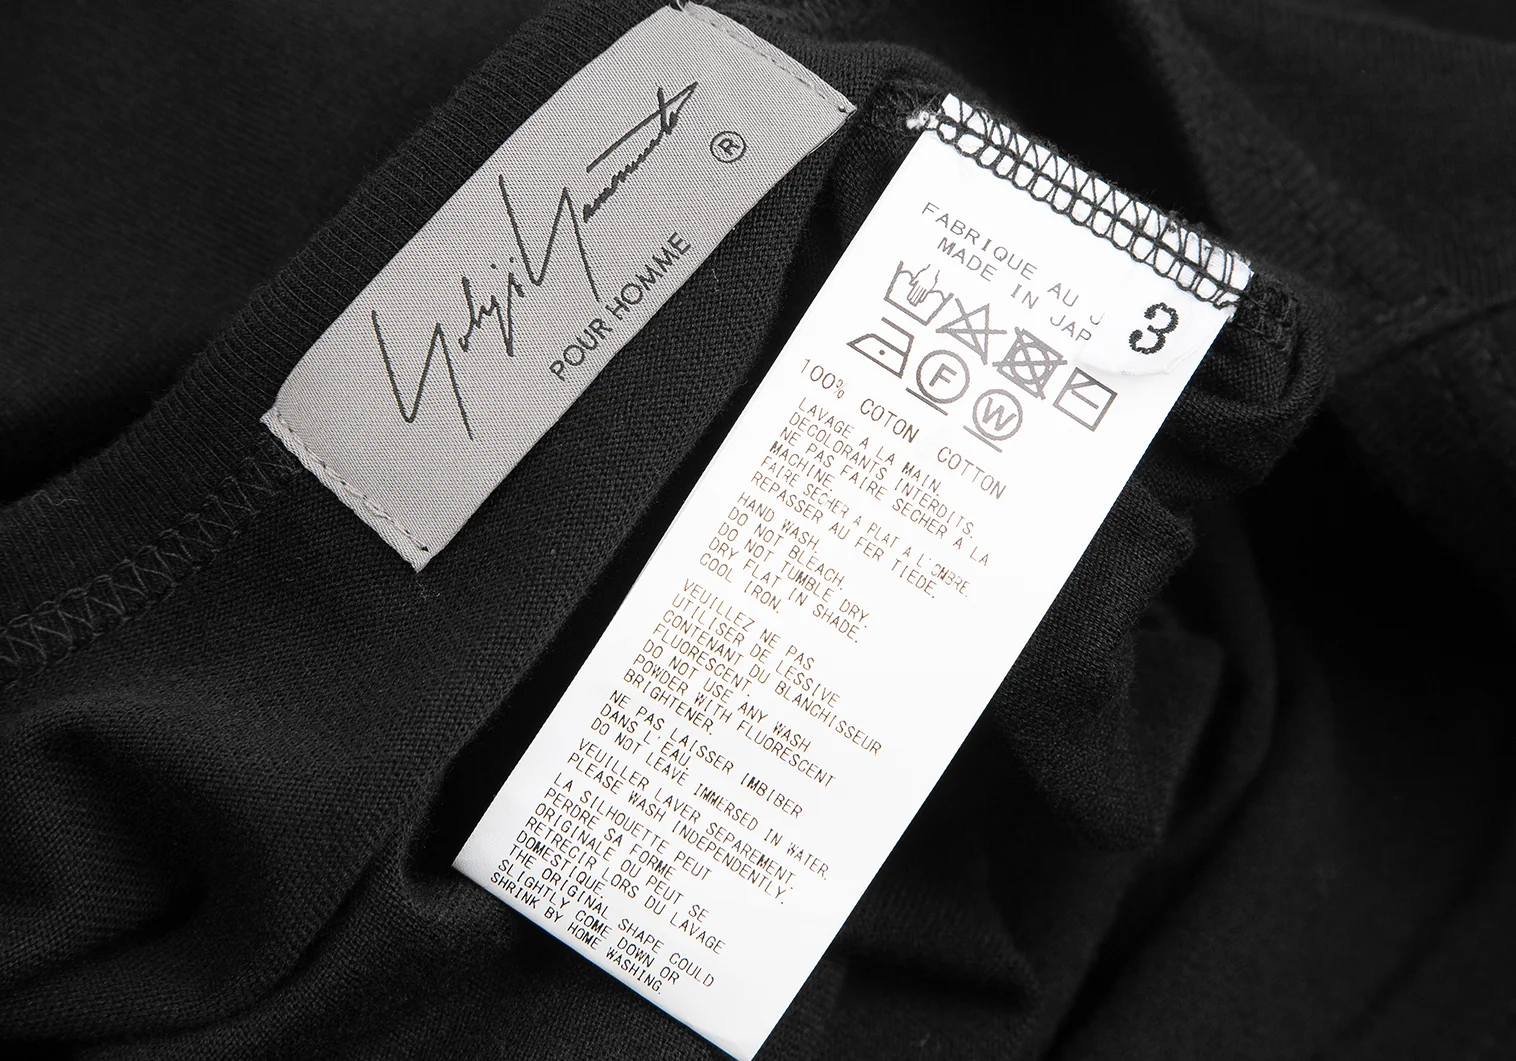 Yohji Yamamoto
®
POUR HOMME
FABRIQUE AU J
MADE IN JAP
3
F
W
100% COTON COTTON
LAVAGE A LA MAIN.
DECOLORANTS INTERDITS.
NE PAS FAIRE SECHER A LA
MACHINE.
FAIRE SECHER A PLAT A L'OMBRE.
REPASSER AU FER TIEDE.
HAND WASH.
DO NOT BLEACH.
DO NOT TUMBLE DRY.
DRY FLAT IN SHADE.
COOL IRON.
VEUILLEZ NE PAS
UTILISER DE LESSIVE
CONTENANT DU BLANCHISSEUR
FLUORESCENT.
DO NOT USE ANY WASH
POWDER WITH FLUORESCENT
BRIGHTENER.
NE PAS LAISSER IMBIBER
DANS L'EAU.
DO NOT LEAVE IMMERSED IN WATER.
VEUILLER LAVER SEPAREMENT.
PLEASE WASH INDEPENDENTLY.
LA SILHOUETTE PEUT
PERDRE SA FORME
ORIGINALE OU PEUT SE
RETRECIR LORS DU LAVAGE
DOMESTIQUE.
THE ORIGINAL SHAPE COULD
SLIGHTLY COME DOWN OR
SHRINK BY HOME WASHING.